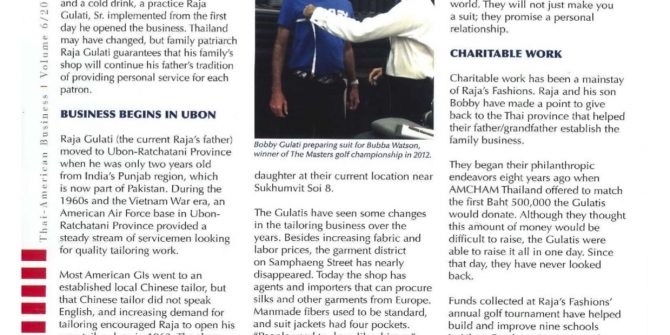 and a cold drink, a practice Raja
Gulati, Sr. implemented from the first
day he opened the business. Thailand
may have changed, but family patriarch
Raja Gulati guarantees that his family's
shop will continue his father's tradition
of providing personal service for each
patron.
BUSINESS BEGINS IN UBON
Raja Gulati (the current Raja's father)
moved to Ubon-Ratchatani Province
when he was only two years old
from India's Punjab region, which
is now part of Pakistan. During the
1960s and the Vietnam War era, an
American Air Force base in Ubon-
Ratchatani Province provided a
steady stream of servicemen looking
for quality tailoring work.
Most American GIs went to an
established local Chinese tailor, but
that Chinese tailor did not speak
English, and increasing demand for
tailoring encouraged Raja to open his
Thai-American Business | Volume 6/20
Bobby Gulati preparing suit for Bubba Watson,
winner of The Masters golf championship in 2012.
daughter at their current location near
Sukhumvit Soi 8.
The Gulatis have seen some changes
in the tailoring business over the
years. Besides increasing fabric and
labor prices, the garment district
on Samphaeng Street has nearly
disappeared. Today the shop has
agents and importers that can procure
silks and other garments from Europe.
Manmade fibers used to be standard,
and suit jackets had four pockets.
world. They will not just make you
a suit; they promise a personal
relationship.
CHARITABLE WORK
Charitable work has been a mainstay
of Raja's Fashions. Raja and his son
Bobby have made a point to give
back to the Thai province that helped
their father/grandfather establish the
family business.
They began their philanthropic
endeavors eight years ago when
AMCHAM Thailand offered to match
the first Baht 500,000 the Gulatis
would donate. Although they thought
this amount of money would be
difficult to raise, the Gulatis were
able to raise it all in one day. Since
that day, they have never looked
back.
Funds collected at Raja's Fashions'
annual golf tournament have helped
build and improve nine schools